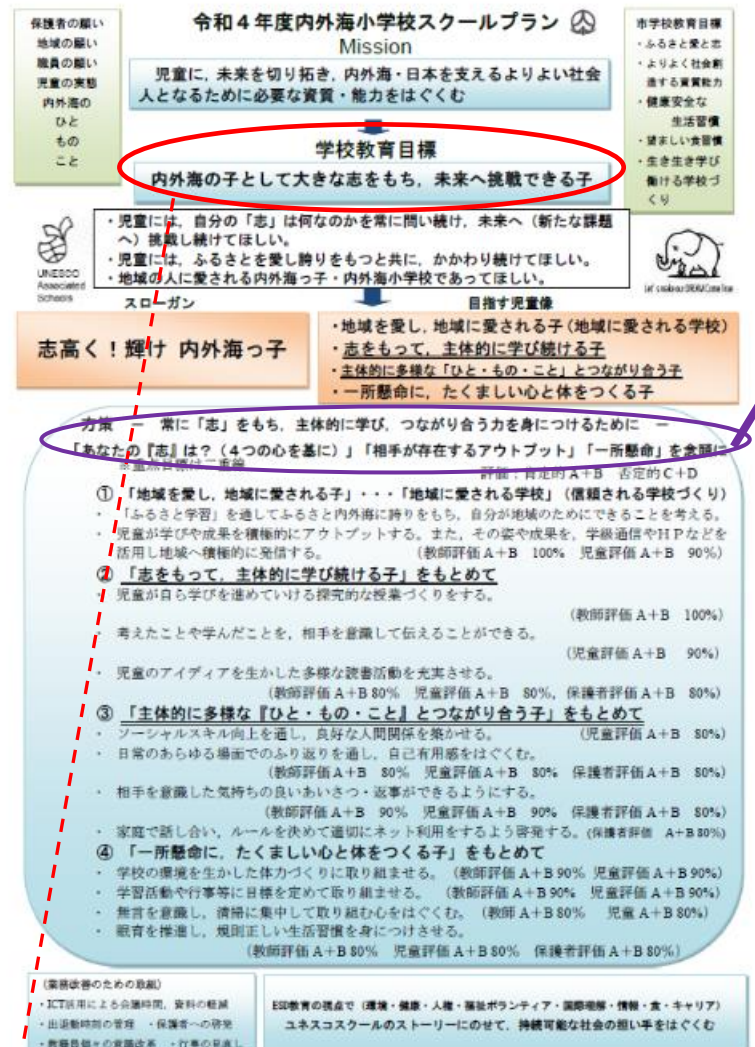 保護者の願い
地域の願い
職員の願い
児童の実態
内外海の
ひと
もの
こと
令和４年度内外海小学校スクールプラン
Mission
児童に，未来を切り拓き，内外海・日本を支えるよりよい社会
人となるために必要な資質・能力をはぐくむ
市学校教育目標
・ふるさと愛と志
・よりよく社会創
造する資質能力
・健康安全な
生活習慣
・望ましい食習慣
・生き生き学び
働ける学校づ
くり
学校教育目標
内外海の子として大きな志をもち，未来へ挑戦できる子
・児童には，自分の「志」は何なのかを常に問い続け，未来へ（新たな課題
へ）挑戦し続けてほしい。
・児童には，ふるさとを愛し誇りをもつと共に，かかわり続けてほしい。
・地域の人に愛される内外海っ子・内外海小学校であってほしい。
UNESCO
Associated
Schools
スローガン
志高く！輝け 内外海っ子
目指す児童像
・地域を愛し，地域に愛される子（地域に愛される学校）
・志をもって，主体的に学び続ける子
・主体的に多様な「ひと・もの・こと」とつながり合う子
・一所懸命に，たくましい心と体をつくる子
方策 － 常に「志」をもち，主体的に学び，つながり合う力を身につけるために －
「あなたの『志』は？（４つの心を基に）」「相手が存在するアウトプット」「一所懸命」を念頭に
※重点目標は二重線
評価：肯定的Ａ＋Ｂ 否定的Ｃ＋Ｄ
① 「地域を愛し，地域に愛される子」・・・「地域に愛される学校」（信頼される学校づくり）
・ 「ふるさと学習」を通してふるさと内外海に誇りをもち，自分が地域のためにできることを考える。
・ 児童が学びや成果を積極的にアウトプットする。また，その姿や成果を，学級通信やＨＰなどを
活用し地域へ積極的に発信する。 （教師評価Ａ＋Ｂ 100% 児童評価Ａ＋Ｂ 90%）
② 「志をもって，主体的に学び続ける子」をもとめて
・ 児童が自ら学びを進めていける探究的な授業づくりをする。
（教師評価Ａ＋Ｂ 100%）
・ 考えたことや学んだことを，相手を意識して伝えることができる。
（児童評価Ａ＋Ｂ 90%）
・ 児童のアイディアを生かした多様な読書活動を充実させる。
（教師評価Ａ＋Ｂ80% 児童評価Ａ＋Ｂ 80%，保護者評価Ａ＋Ｂ 80%）
③ 「主体的に多様な『ひと・もの・こと』とつながり合う子」をもとめて
・ ソーシャルスキル向上を通し，良好な人間関係を築かせる。 （児童評価Ａ＋Ｂ 80%）
・ 日常のあらゆる場面でのふり返りを通し，自己有用感をはぐくむ。
（教師評価Ａ＋Ｂ 80% 児童評価Ａ＋Ｂ 80% 保護者評価Ａ＋Ｂ 80%）
・ 相手を意識した気持ちの良いあいさつ・返事ができるようにする。
（教師評価Ａ＋Ｂ 90% 児童評価Ａ＋Ｂ 90% 保護者評価Ａ＋Ｂ 80%）
・ 家庭で話し合い，ルールを決めて適切にネット利用をするよう啓発する。（保護者評価 Ａ＋Ｂ80%）
④ 「一所懸命に，たくましい心と体をつくる子」をもとめて
・ 学校の環境を生かした体力づくりに取り組ませる。（教師評価Ａ＋Ｂ90% 児童評価Ａ＋Ｂ90%）
・ 学習活動や行事等に目標を定めて取り組ませる。 （教師評価Ａ＋Ｂ90% 児童評価Ａ＋Ｂ90%）
・ 無言を意識し，清掃に集中して取り組む心をはぐくむ。（教師Ａ＋Ｂ80% 児童Ａ＋Ｂ80%）
・ 眠育を推進し，規則正しい生活習慣を身につけさせる。
（教師評価Ａ＋Ｂ80% 児童評価Ａ＋Ｂ80% 保護者評価Ａ＋Ｂ80%）
（業務改善のための取組）
・ICT活用による会議時間，資料の軽減
・出退勤時刻の管理 ・保護者への啓発
・教職員個々の意識改革 ・行事の見直し
ESD教育の視点で（環境・健康・人権・福祉ボランティア・国際理解・情報・食・キャリア）
ユネスコスクールのストーリーにのせて，持続可能な社会の担い手をはぐくむ